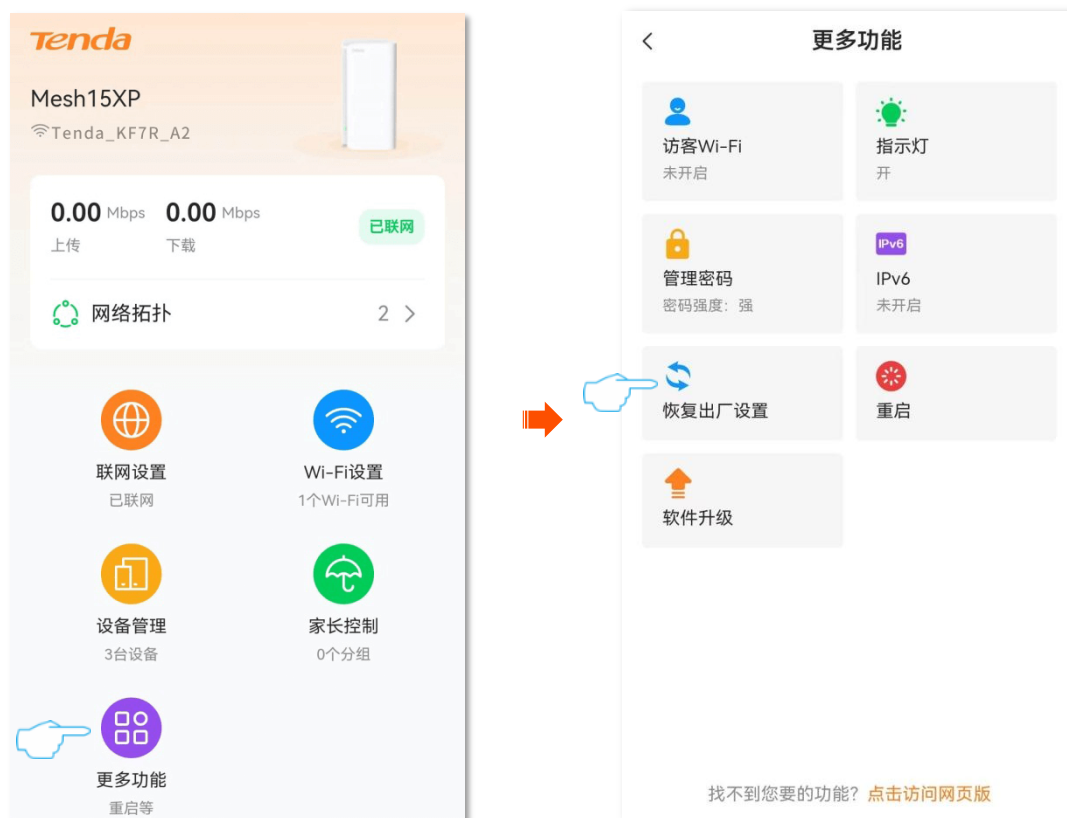 Tenda
Mesh15XP
Tenda_KF7R_A2
0.00 Mbps 0.00 Mbps
已联网
上传 下载
网络拓扑 2
联网设置 Wi-Fi设置
已联网 1个Wi-Fi可用
设备管理 家长控制
3台设备 0个分组
更多功能
重启等
更多功能
访客Wi-Fi 指示灯
未开启 开
IPv6
管理密码 IPv6
密码强度：强 未开启
恢复出厂设置 重启
软件升级
找不到您要的功能？点击访问网页版